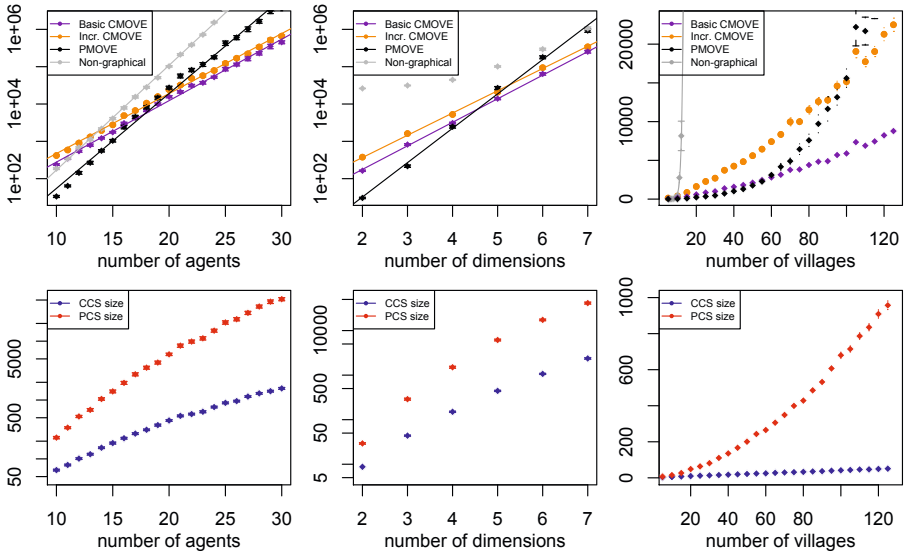 Basic CMOVE
Incr. CMOVE
PMOVE
Non-graphical
1e+02 1e+04 1e+06
10 15 20 25 30
number of agents
Basic CMOVE
Incr. CMOVE
PMOVE
Non-graphical
1e+02 1e+04 1e+06
2 3 4 5 6 7
number of dimensions
Basic CMOVE
Incr. CMOVE
PMOVE
Non-graphical
0 10000 20000
20 40 60 80 120
number of villages
CCS size
PCS size
50 500 5000
10 15 20 25 30
number of agents
CCS size
PCS size
5 50 500 10000
2 3 4 5 6 7
number of dimensions
CCS size
PCS size
0 200 600 1000
20 40 60 80 120
number of villages